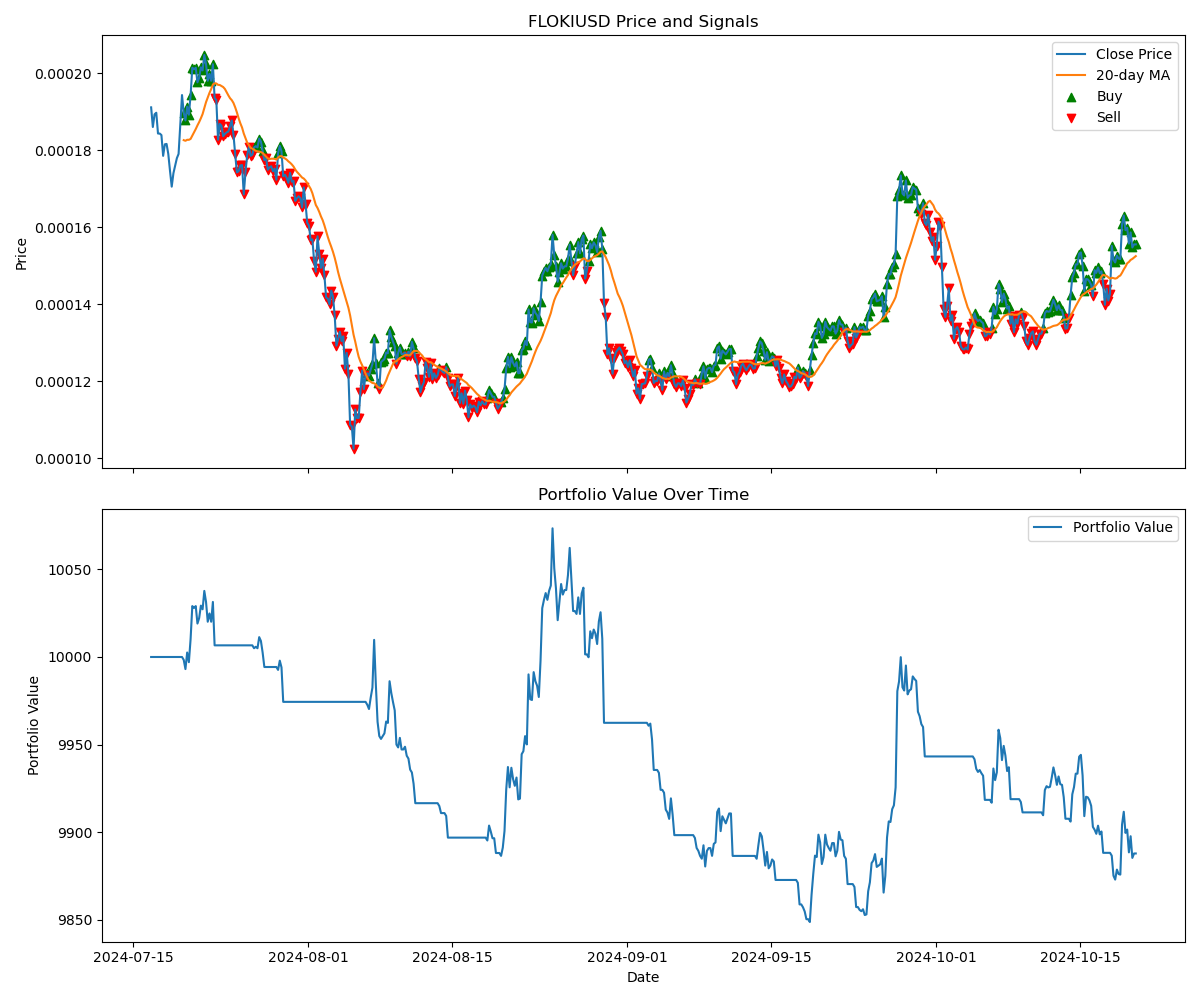 FLOKIUSD Price and Signals
Close Price
20-day MA
Buy
Sell
0.00020
0.00018
0.00016
0.00014
0.00012
0.00010
Price
Portfolio Value Over Time
Portfolio Value
10050
10000
9950
9900
9850
Portfolio Value
2024-07-15
2024-08-01
2024-08-15
2024-09-01
2024-09-15
2024-10-01
2024-10-15
Date